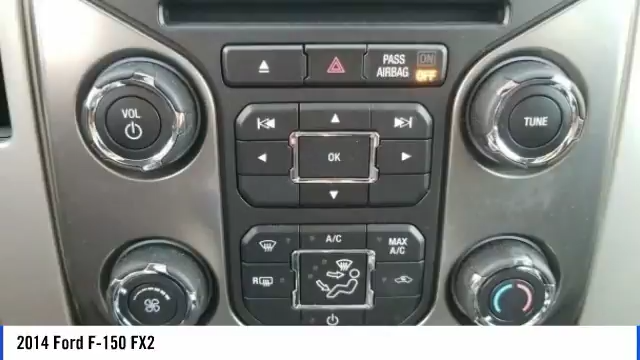 PASS ON
AIRBAG OFF
VOL
TUNE
OK
A/C
MAX
A/C
R
2014 Ford F-150 FX2